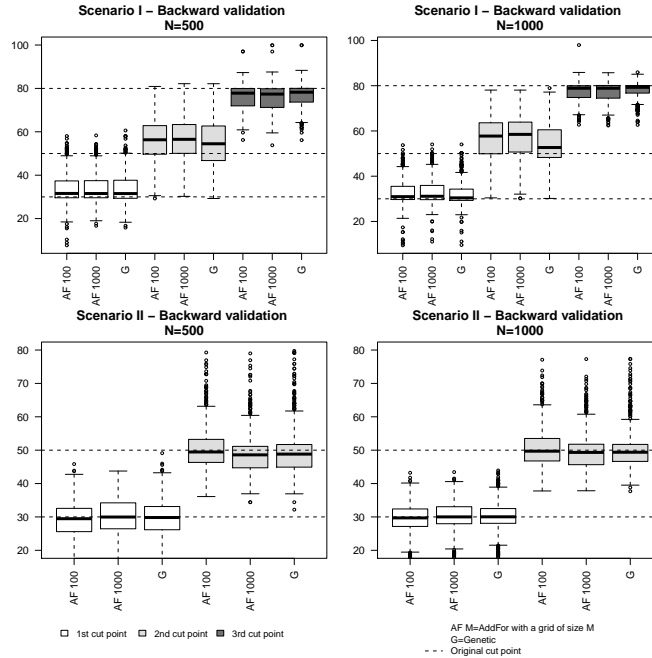 Scenario I – Backward validation
N=500
100
80
60
40
20
AF 100
AF 1000
G
AF 100
AF 1000
G
AF 100
AF 1000
G
Scenario I – Backward validation
N=1000
100
80
60
40
20
AF 100
AF 1000
G
AF 100
AF 1000
G
AF 100
AF 1000
G
Scenario II – Backward validation
N=500
80
70
60
50
40
30
20
AF 100
AF 1000
G
AF 100
AF 1000
G
Scenario II – Backward validation
N=1000
80
70
60
50
40
30
20
AF 100
AF 1000
G
AF 100
AF 1000
G
1st cut point
2nd cut point
3rd cut point
AF M=AddFor with a grid of size M
G=Genetic
Original cut point